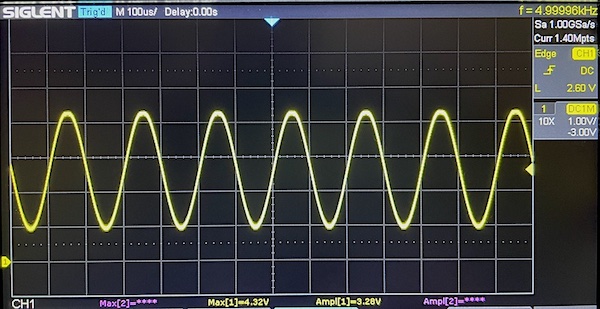 SIGLENT Trig'd M 100us/ Delay:0.00s f = 4.99996kHz
Sa 1.00GSa/s
Curr 1.40Mpts
Edge CH1
DC
L 2.60 V
1 DC1M
10X 1.00V/
-3.00V
1
CH1 Max[2]=**** Max[1]=4.32V Ampl[1]=3.28V Ampl[2]=****